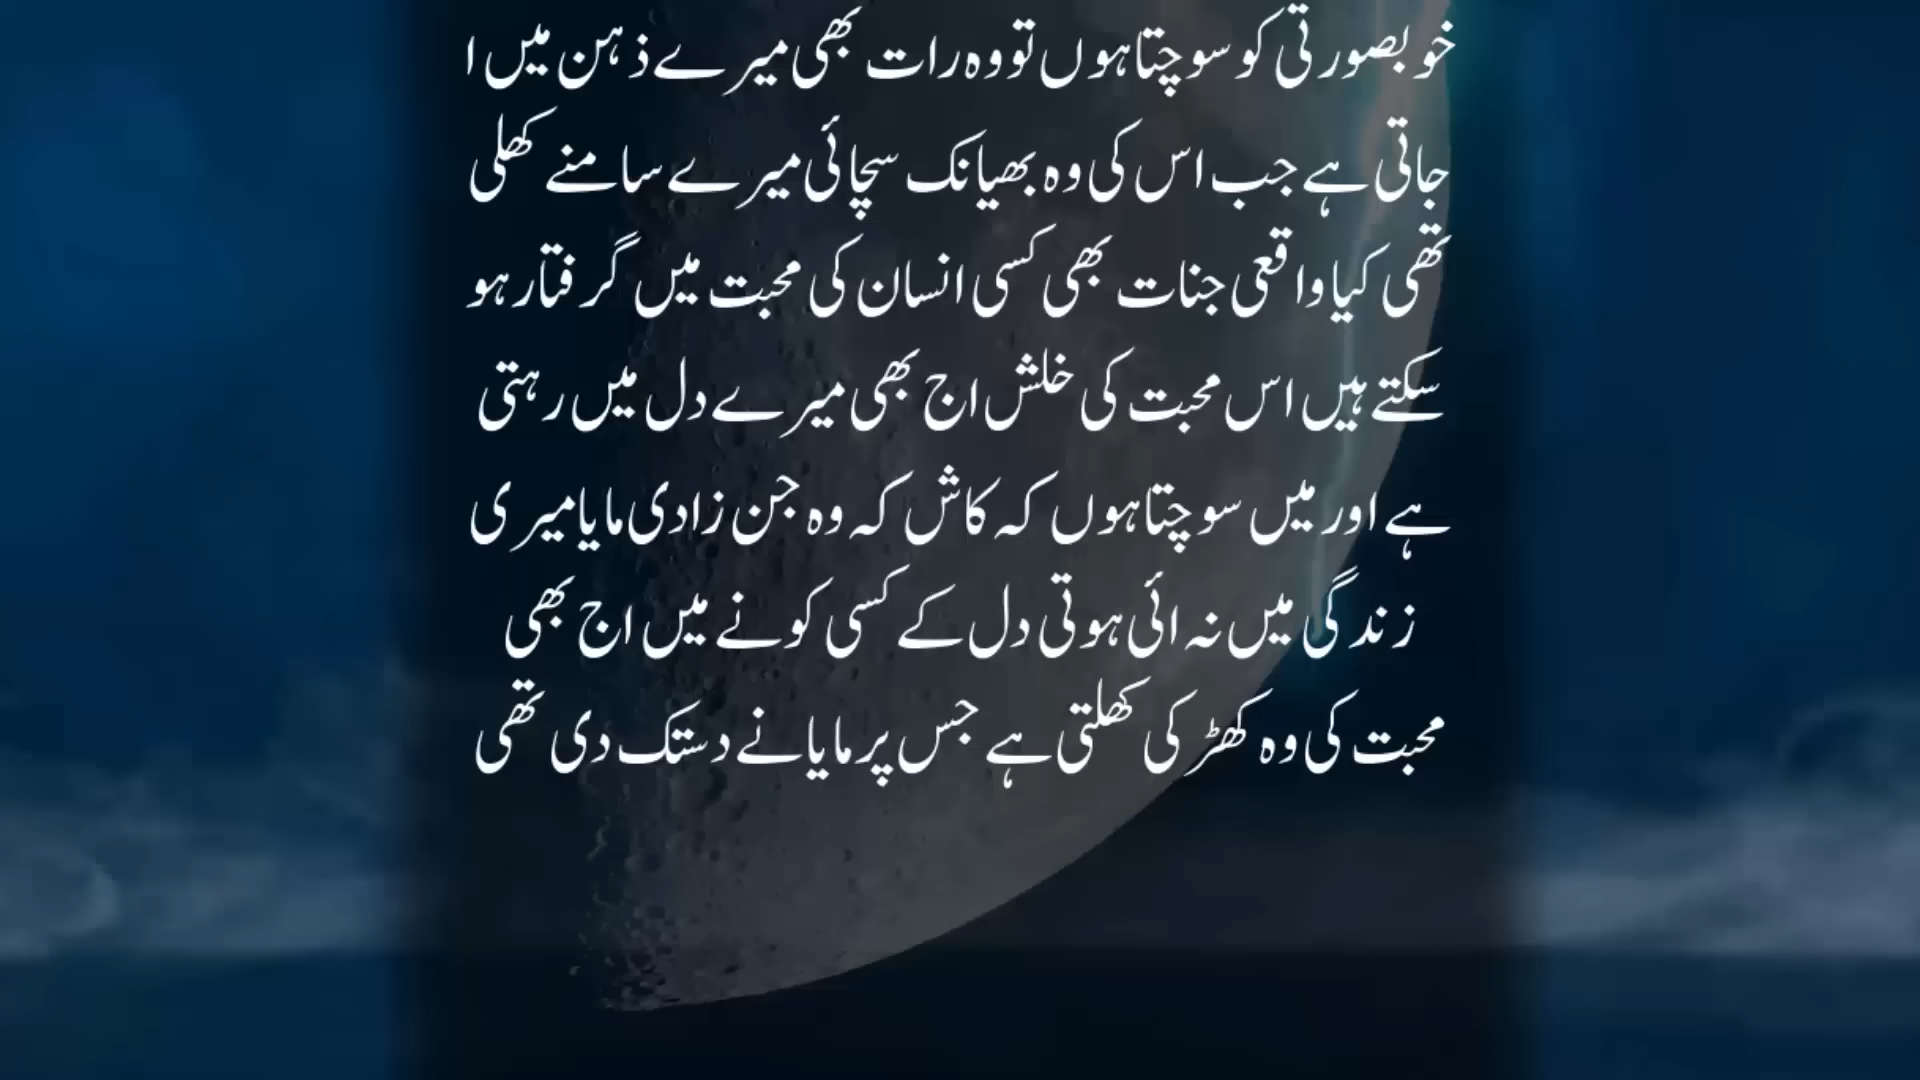 خوبصورتی کو سوچتا ہوں تو وہ رات بھی میرے ذہن میں ا
جاتی ہے جب اس کی وہ بھیانک سچائی میرے سامنے کھلی
تھی کیا واقعی جنات بھی کسی انسان کی محبت میں گرفتار ہو
سکتے ہیں اس محبت کی خلش اج بھی میرے دل میں رہتی
ہے اور میں سوچتا ہوں کہ کاش کہ وہ جن زادی مایا میری
زندگی میں نہ ائی ہوتی دل کے کسی کونے میں اج بھی
محبت کی وہ کھڑکی کھلتی ہے جس پر مایا نے دستک دی تھی